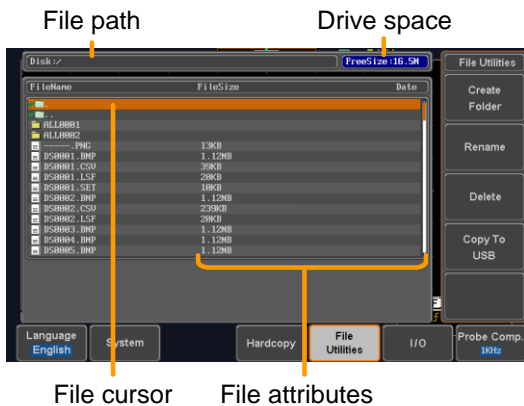 File path
Drive space
Disk:/
FreeSize:16.5M
File Utilities
FileName FileSize Date
Create
Folder
.
..
ALL0001
ALL0002
Rename
-----.PNG 13KB
DS0001.BMP 1.12MB
DS0001.CSV 39KB
DS0001.LSF 20KB
DS0001.SET 10KB
Delete
DS0002.BMP 1.12MB
DS0002.CSV 239KB
DS0002.LSF 20KB
DS0003.BMP 1.12MB
DS0004.BMP 1.12MB
DS0005.BMP 1.12MB
Copy To
USB
Language
English
System
Hardcopy
File
Utilities
I/O
Probe Comp.
1KHz
File cursor
File attributes